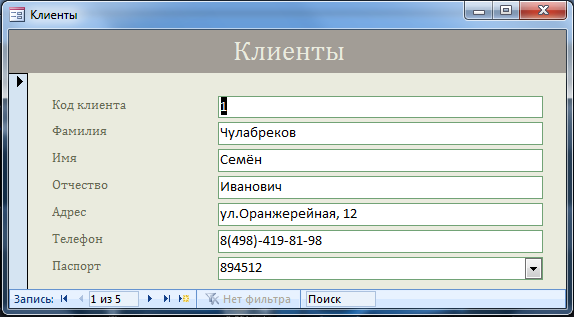 Клиенты
Клиенты
Код клиента 1
Фамилия Чулабреков
Имя Семён
Отчество Иванович
Адрес ул.Оранжерейная, 12
Телефон 8(498)-419-81-98
Паспорт 894512
Запись: 1 из 5 Нет фильтра Поиск